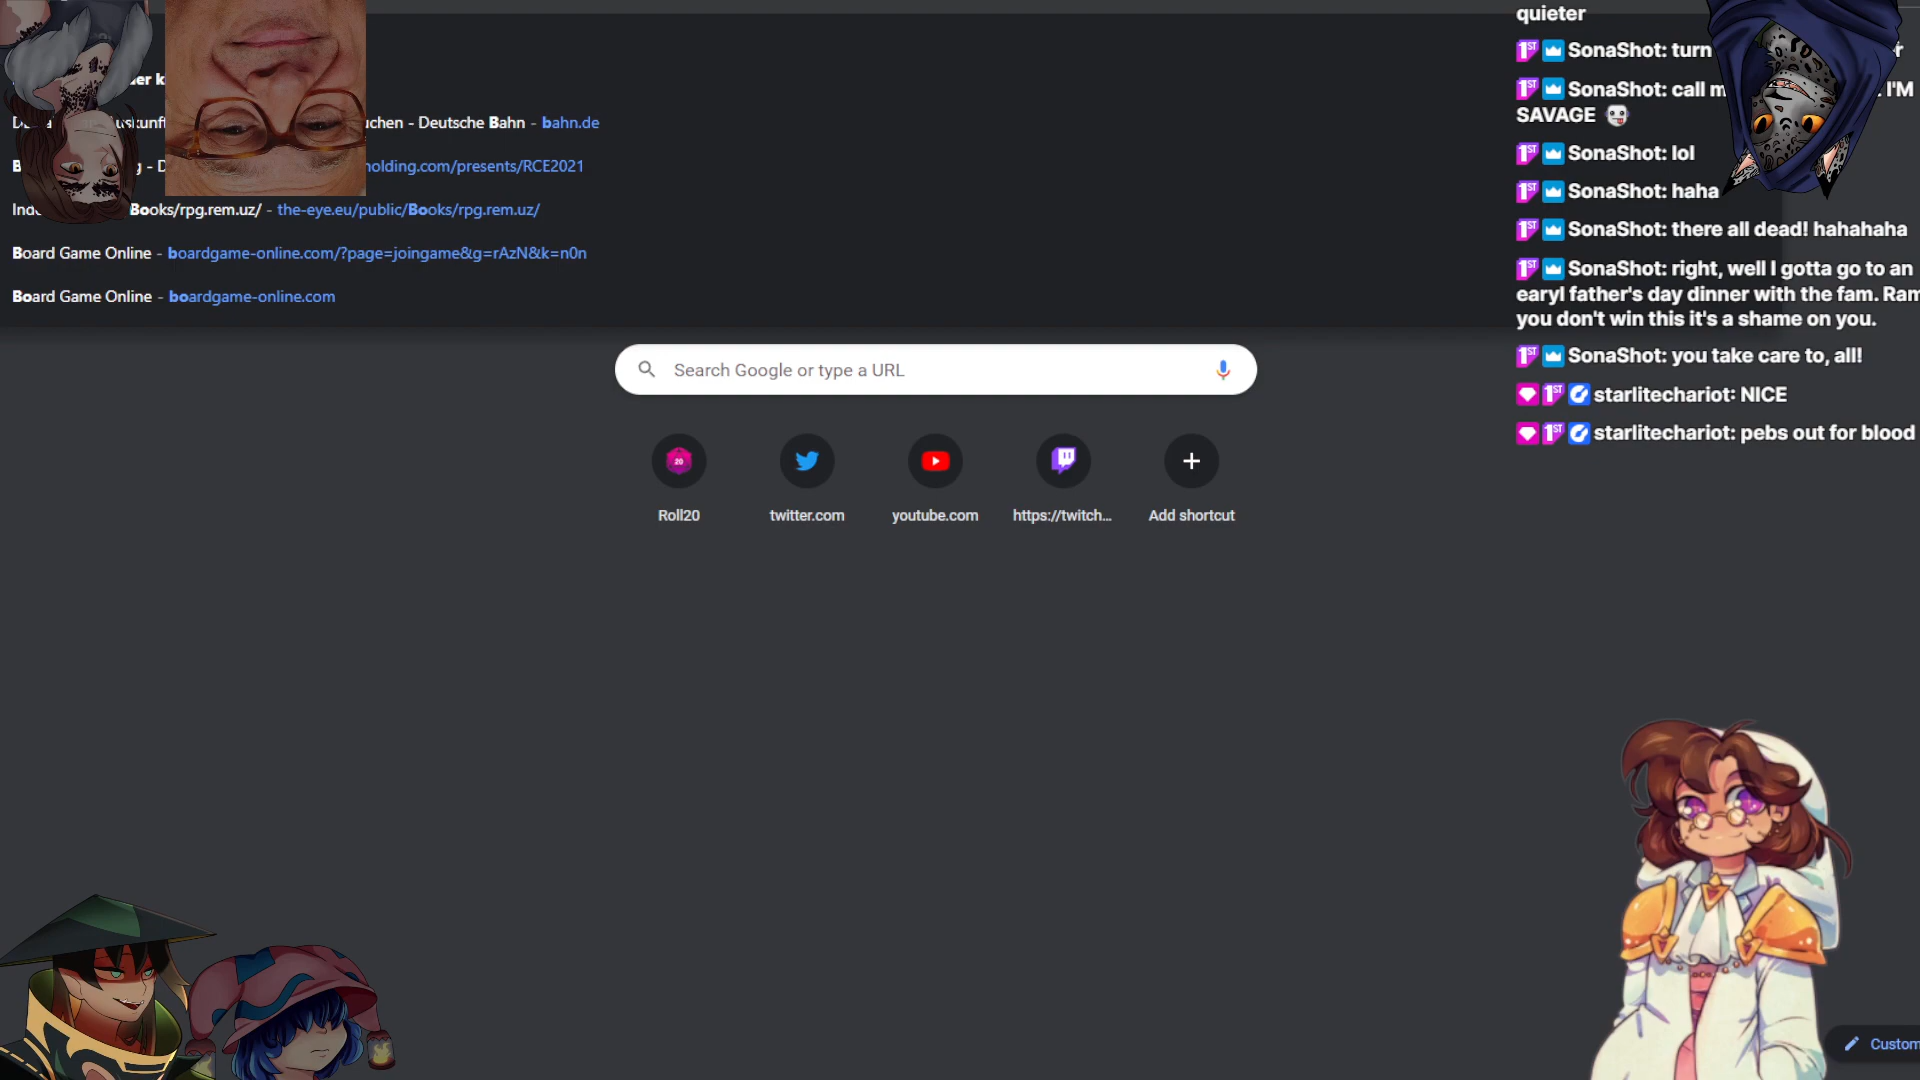 quieter
SonaShot: turn
SonaShot: call m I'M
SAVAGE
SonaShot: lol
SonaShot: haha
SonaShot: there all dead! hahahaha
SonaShot: right, well I gotta go to an
earyl father's day dinner with the fam. Ram
you don't win this it's a shame on you.
SonaShot: you take care to, all!
starlitechariot: NICE
starlitechariot: pebs out for blood
er k
uskunft uchen - Deutsche Bahn - bahn.de
g - D holding.com/presents/RCE2021
Books/rpg.rem.uz/ - the-eye.eu/public/Books/rpg.rem.uz/
Board Game Online - boardgame-online.com/?page=joingame&g=rAzN&k=n0n
Board Game Online - boardgame-online.com
Search Google or type a URL
20
Roll20 twitter.com youtube.com https://twitch... Add shortcut
Custom